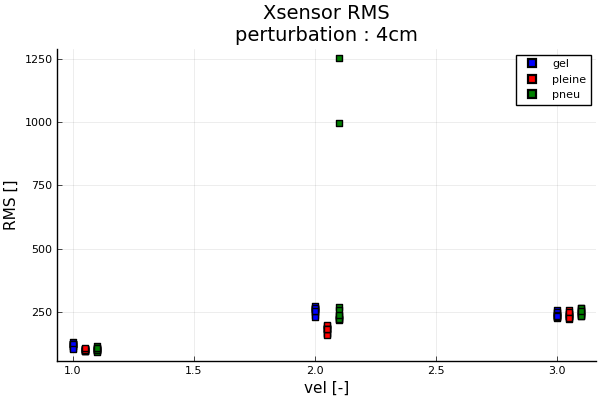 Xsensor RMS
perturbation : 4cm
1250
1000
750
500
250
RMS []
gel
pleine
pneu
1.0
1.5
2.0
2.5
3.0
vel [-]